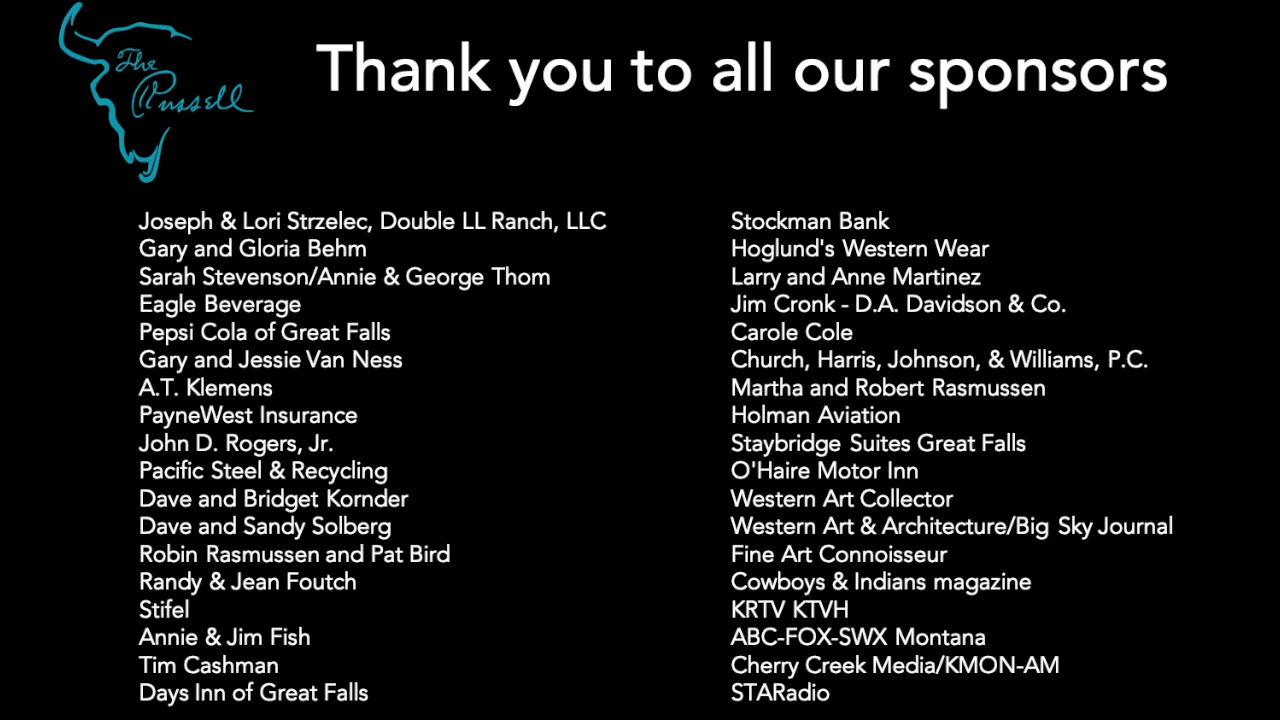 The
Russell
Thank you to all our sponsors
Joseph & Lori Strzelec, Double LL Ranch, LLC
Gary and Gloria Behm
Sarah Stevenson/Annie & George Thom
Eagle Beverage
Pepsi Cola of Great Falls
Gary and Jessie Van Ness
A.T. Klemens
PayneWest Insurance
John D. Rogers, Jr.
Pacific Steel & Recycling
Dave and Bridget Kornder
Dave and Sandy Solberg
Robin Rasmussen and Pat Bird
Randy & Jean Foutch
Stifel
Annie & Jim Fish
Tim Cashman
Days Inn of Great Falls
Stockman Bank
Hoglund's Western Wear
Larry and Anne Martinez
Jim Cronk - D.A. Davidson & Co.
Carole Cole
Church, Harris, Johnson, & Williams, P.C.
Martha and Robert Rasmussen
Holman Aviation
Staybridge Suites Great Falls
O'Haire Motor Inn
Western Art Collector
Western Art & Architecture/Big Sky Journal
Fine Art Connoisseur
Cowboys & Indians magazine
KRTV KTVH
ABC-FOX-SWX Montana
Cherry Creek Media/KMON-AM
STARadio